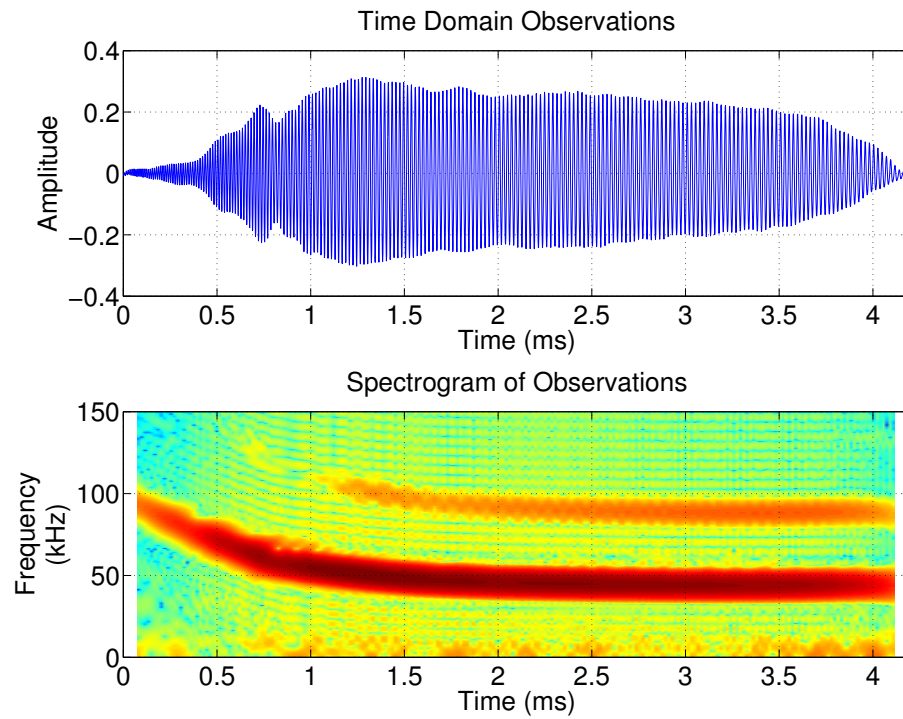 Time Domain Observations
0.4
0.2
0
−0.2
−0.4
Amplitude
0 0.5 1 1.5 2 2.5 3 3.5 4
Time (ms)
Spectrogram of Observations
150
100
50
0
Frequency
(kHz)
0 0.5 1 1.5 2 2.5 3 3.5 4
Time (ms)